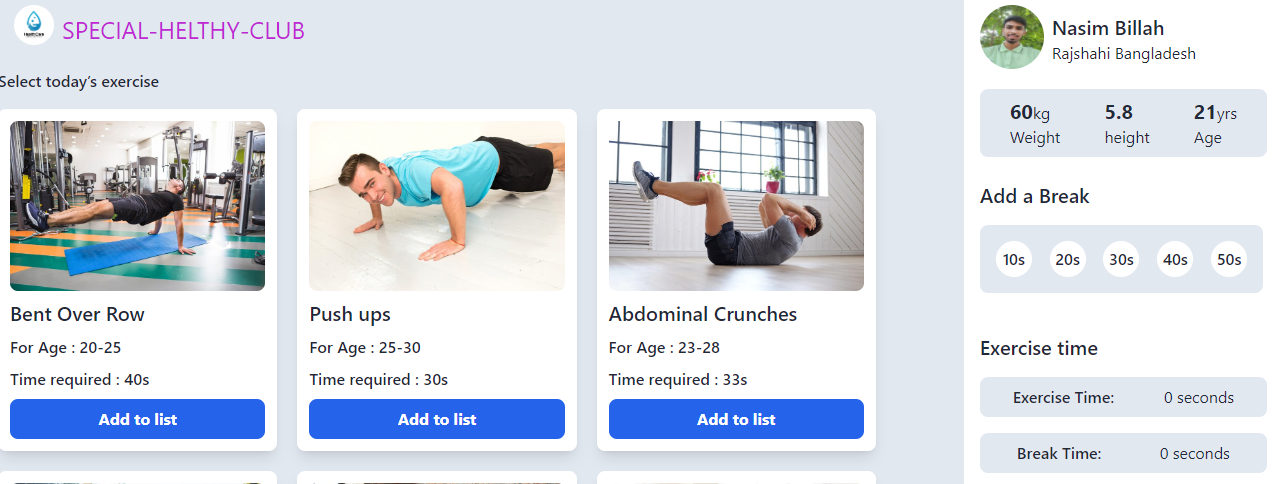 SPECIAL-HELTHY-CLUB
Select today's exercise
Bent Over Row
For Age : 20-25
Time required : 40s
Add to list
Push ups
For Age : 25-30
Time required : 30s
Add to list
Abdominal Crunches
For Age : 23-28
Time required : 33s
Add to list
Nasim Billah
Rajshahi Bangladesh
60kg 5.8 21yrs
Weight height Age
Add a Break
10s 20s 30s 40s 50s
Exercise time
Exercise Time: 0 seconds
Break Time: 0 seconds